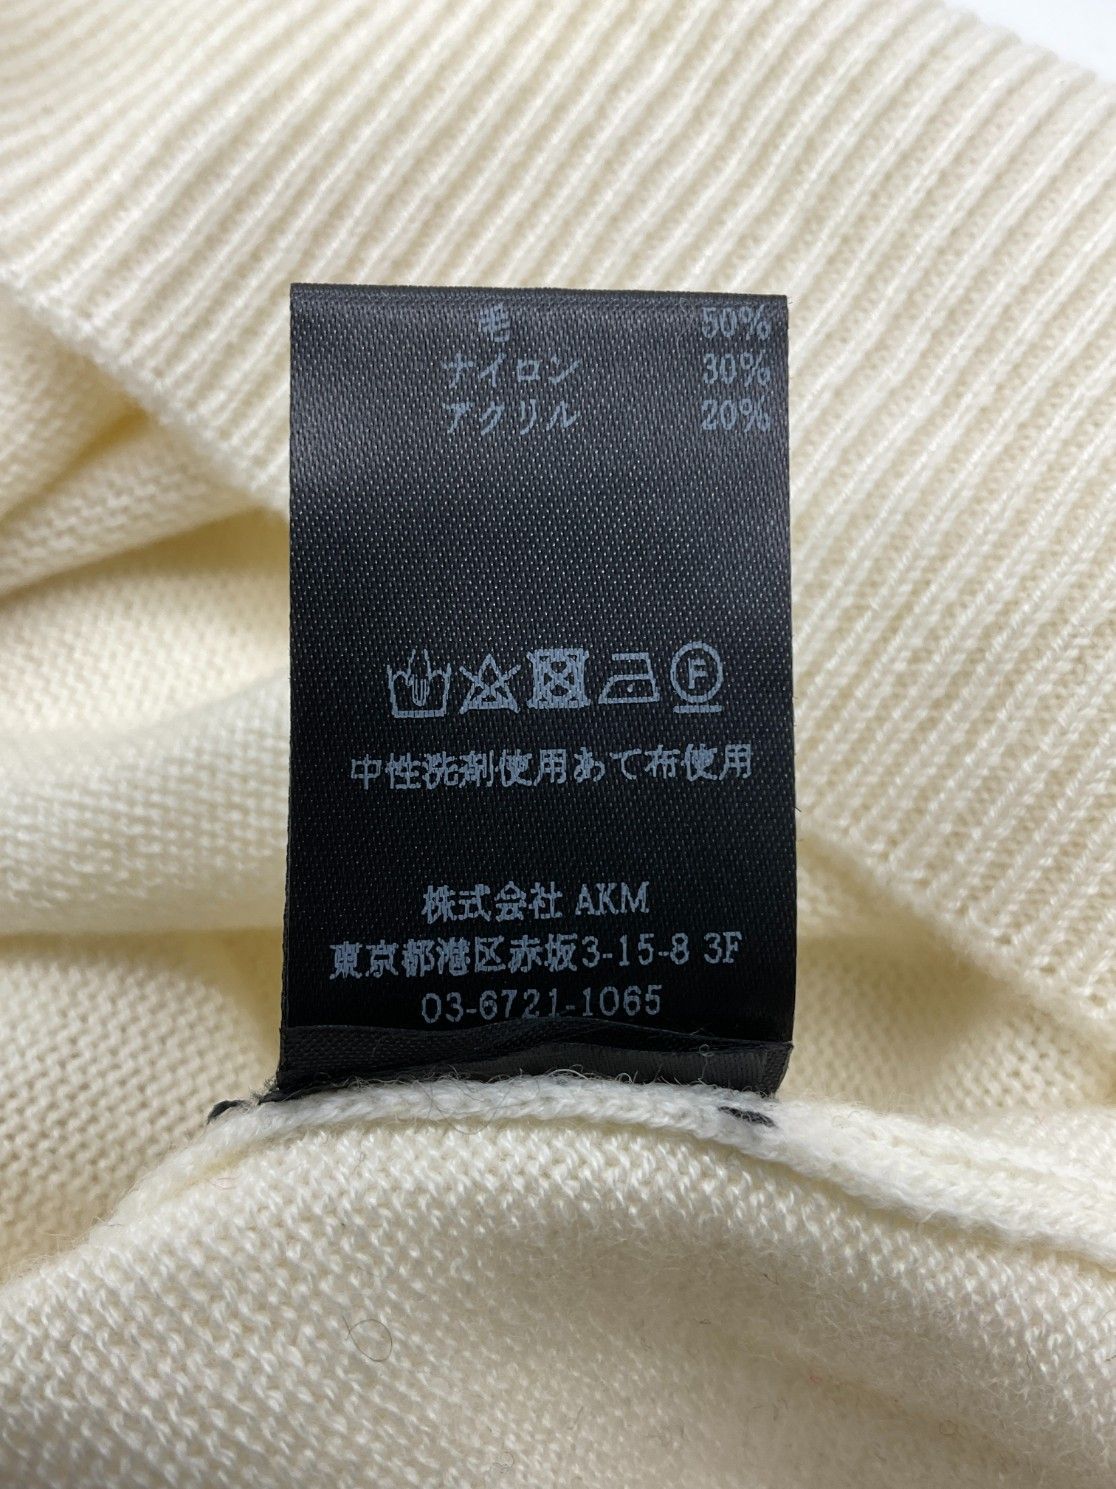 毛 50%
ナイロン 30%
アクリル 20%
F
中性洗剤使用あて布使用
株式会社 AKM
東京都港区赤坂3-15-8 3F
03-6721-1065